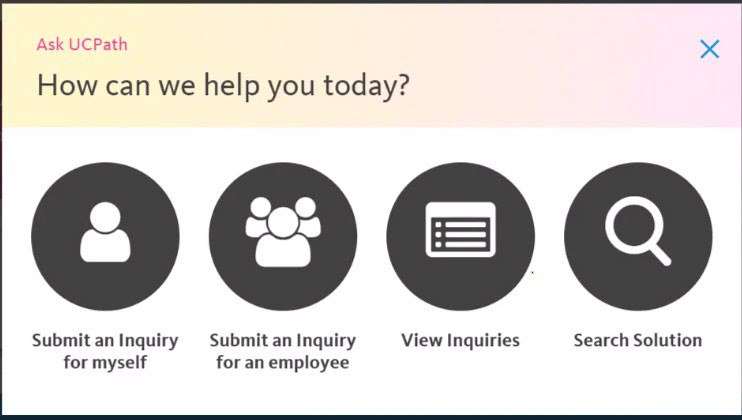 Ask UCPath
How can we help you today?
Submit an Inquiry
for myself
Submit an Inquiry
for an employee
View Inquiries
Search Solution